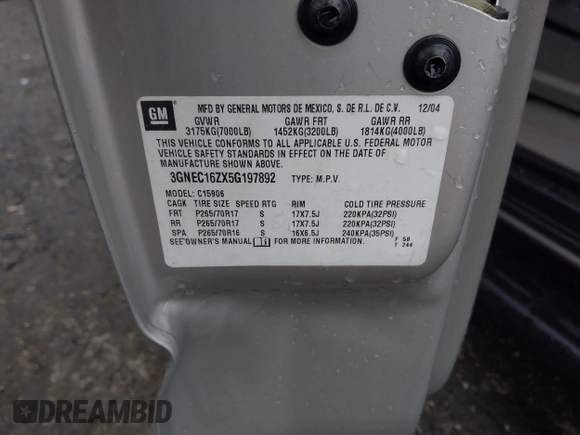 GM
MFD BY GENERAL MOTORS DE MEXICO, S. DE R.L. DE C.V. 12/04
GVWR GAWR FRT GAWR RR
3175KG(7000LB) 1452KG(3200LB) 1814KG(4000LB)
THIS VEHICLE CONFORMS TO ALL APPLICABLE U.S. FEDERAL MOTOR
VEHICLE SAFETY STANDARDS IN EFFECT ON THE DATE OF
MANUFACTURE SHOWN ABOVE.
3GNEC16ZX5G197892 TYPE: M.P.V.
MODEL: C15906
CAGK TIRE SIZE SPEED RTG RIM COLD TIRE PRESSURE
FRT P265/70R17 S 17X7.5J 220KPA(32PSI)
RR P265/70R17 S 17X7.5J 220KPA(32PSI)
SPA P265/70R16 S 16X6.5J 240KPA(35PSI)
SEE OWNER'S MANUAL FOR MORE INFORMATION. F 58
T 244
DREAMBID